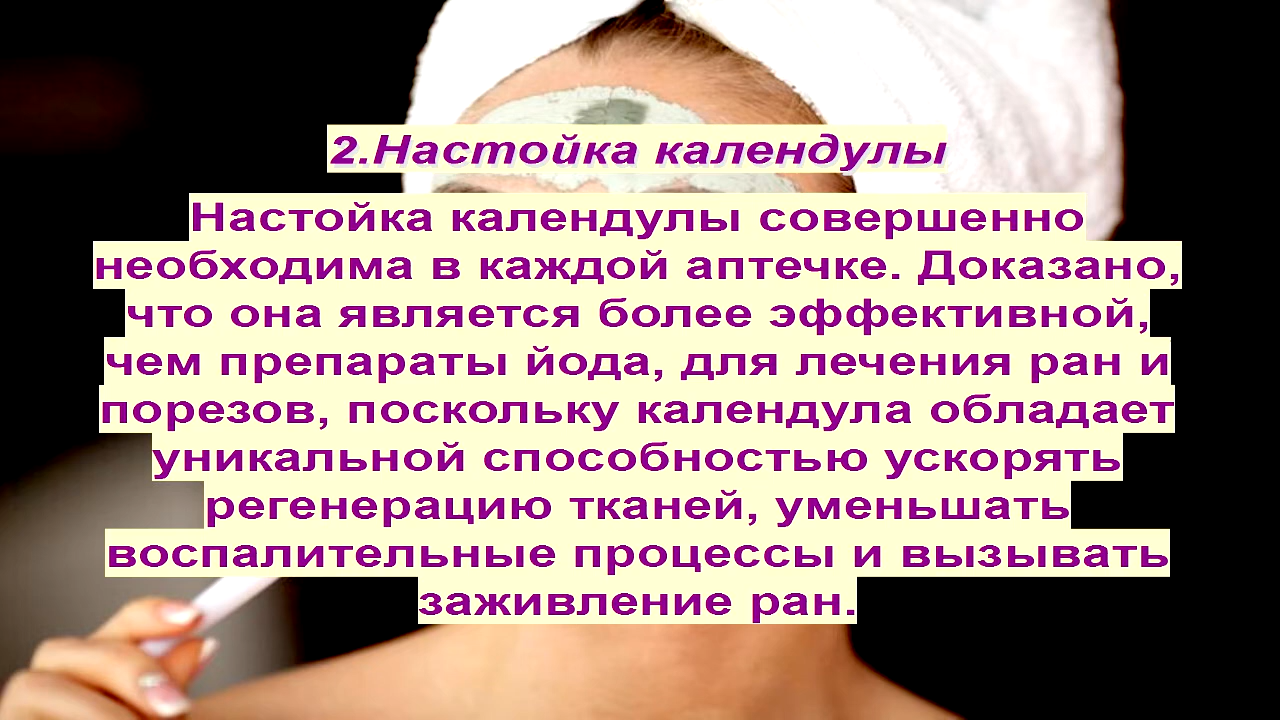 2.Настойка календулы
Настойка календулы совершенно
необходима в каждой аптечке. Доказано,
что она является более эффективной,
чем препараты йода, для лечения ран и
порезов, поскольку календула обладает
уникальной способностью ускорять
регенерацию тканей, уменьшать
воспалительные процессы и вызывать
заживление ран.